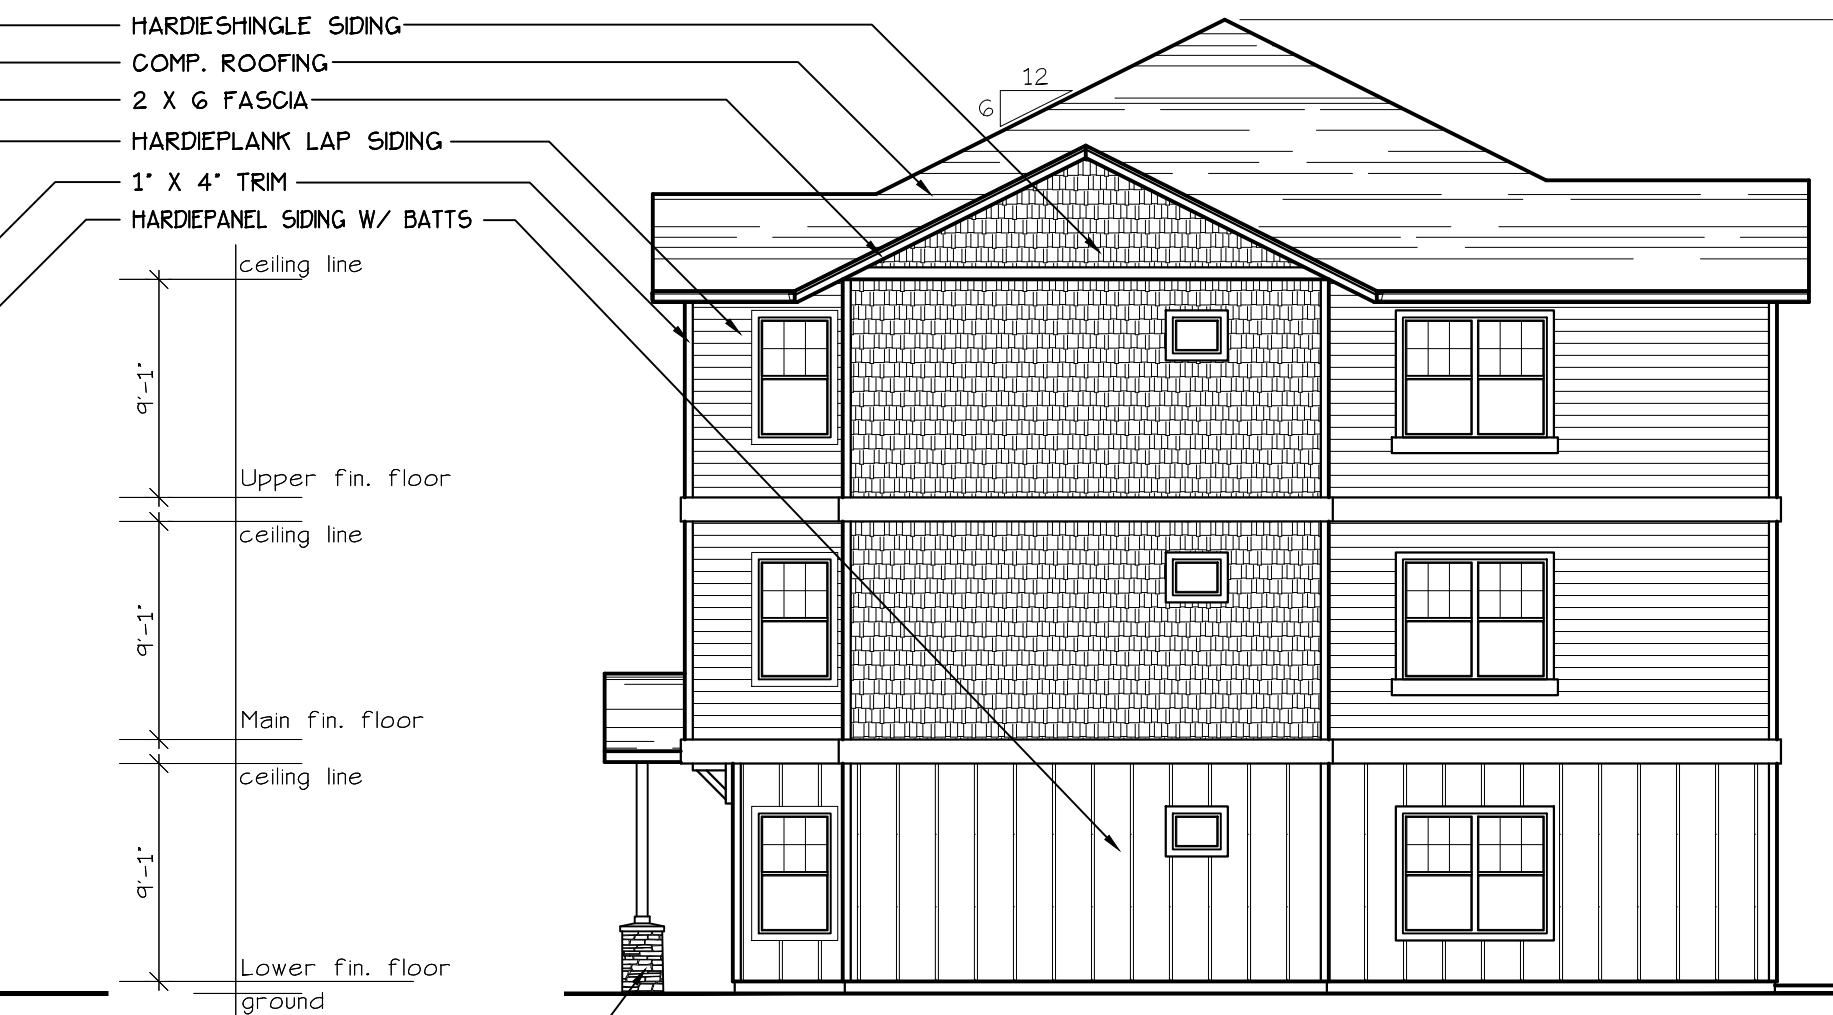 HARDIESHINGLE SIDING
COMP. ROOFING
2 X 6 FASCIA
HARDIEPLANK LAP SIDING
1" X 4" TRIM
HARDIEPANEL SIDING W/ BATTS
12
6
ceiling line
9'-1"
Upper fin. floor
ceiling line
9'-1"
Main fin. floor
ceiling line
9'-1"
Lower fin. floor
ground